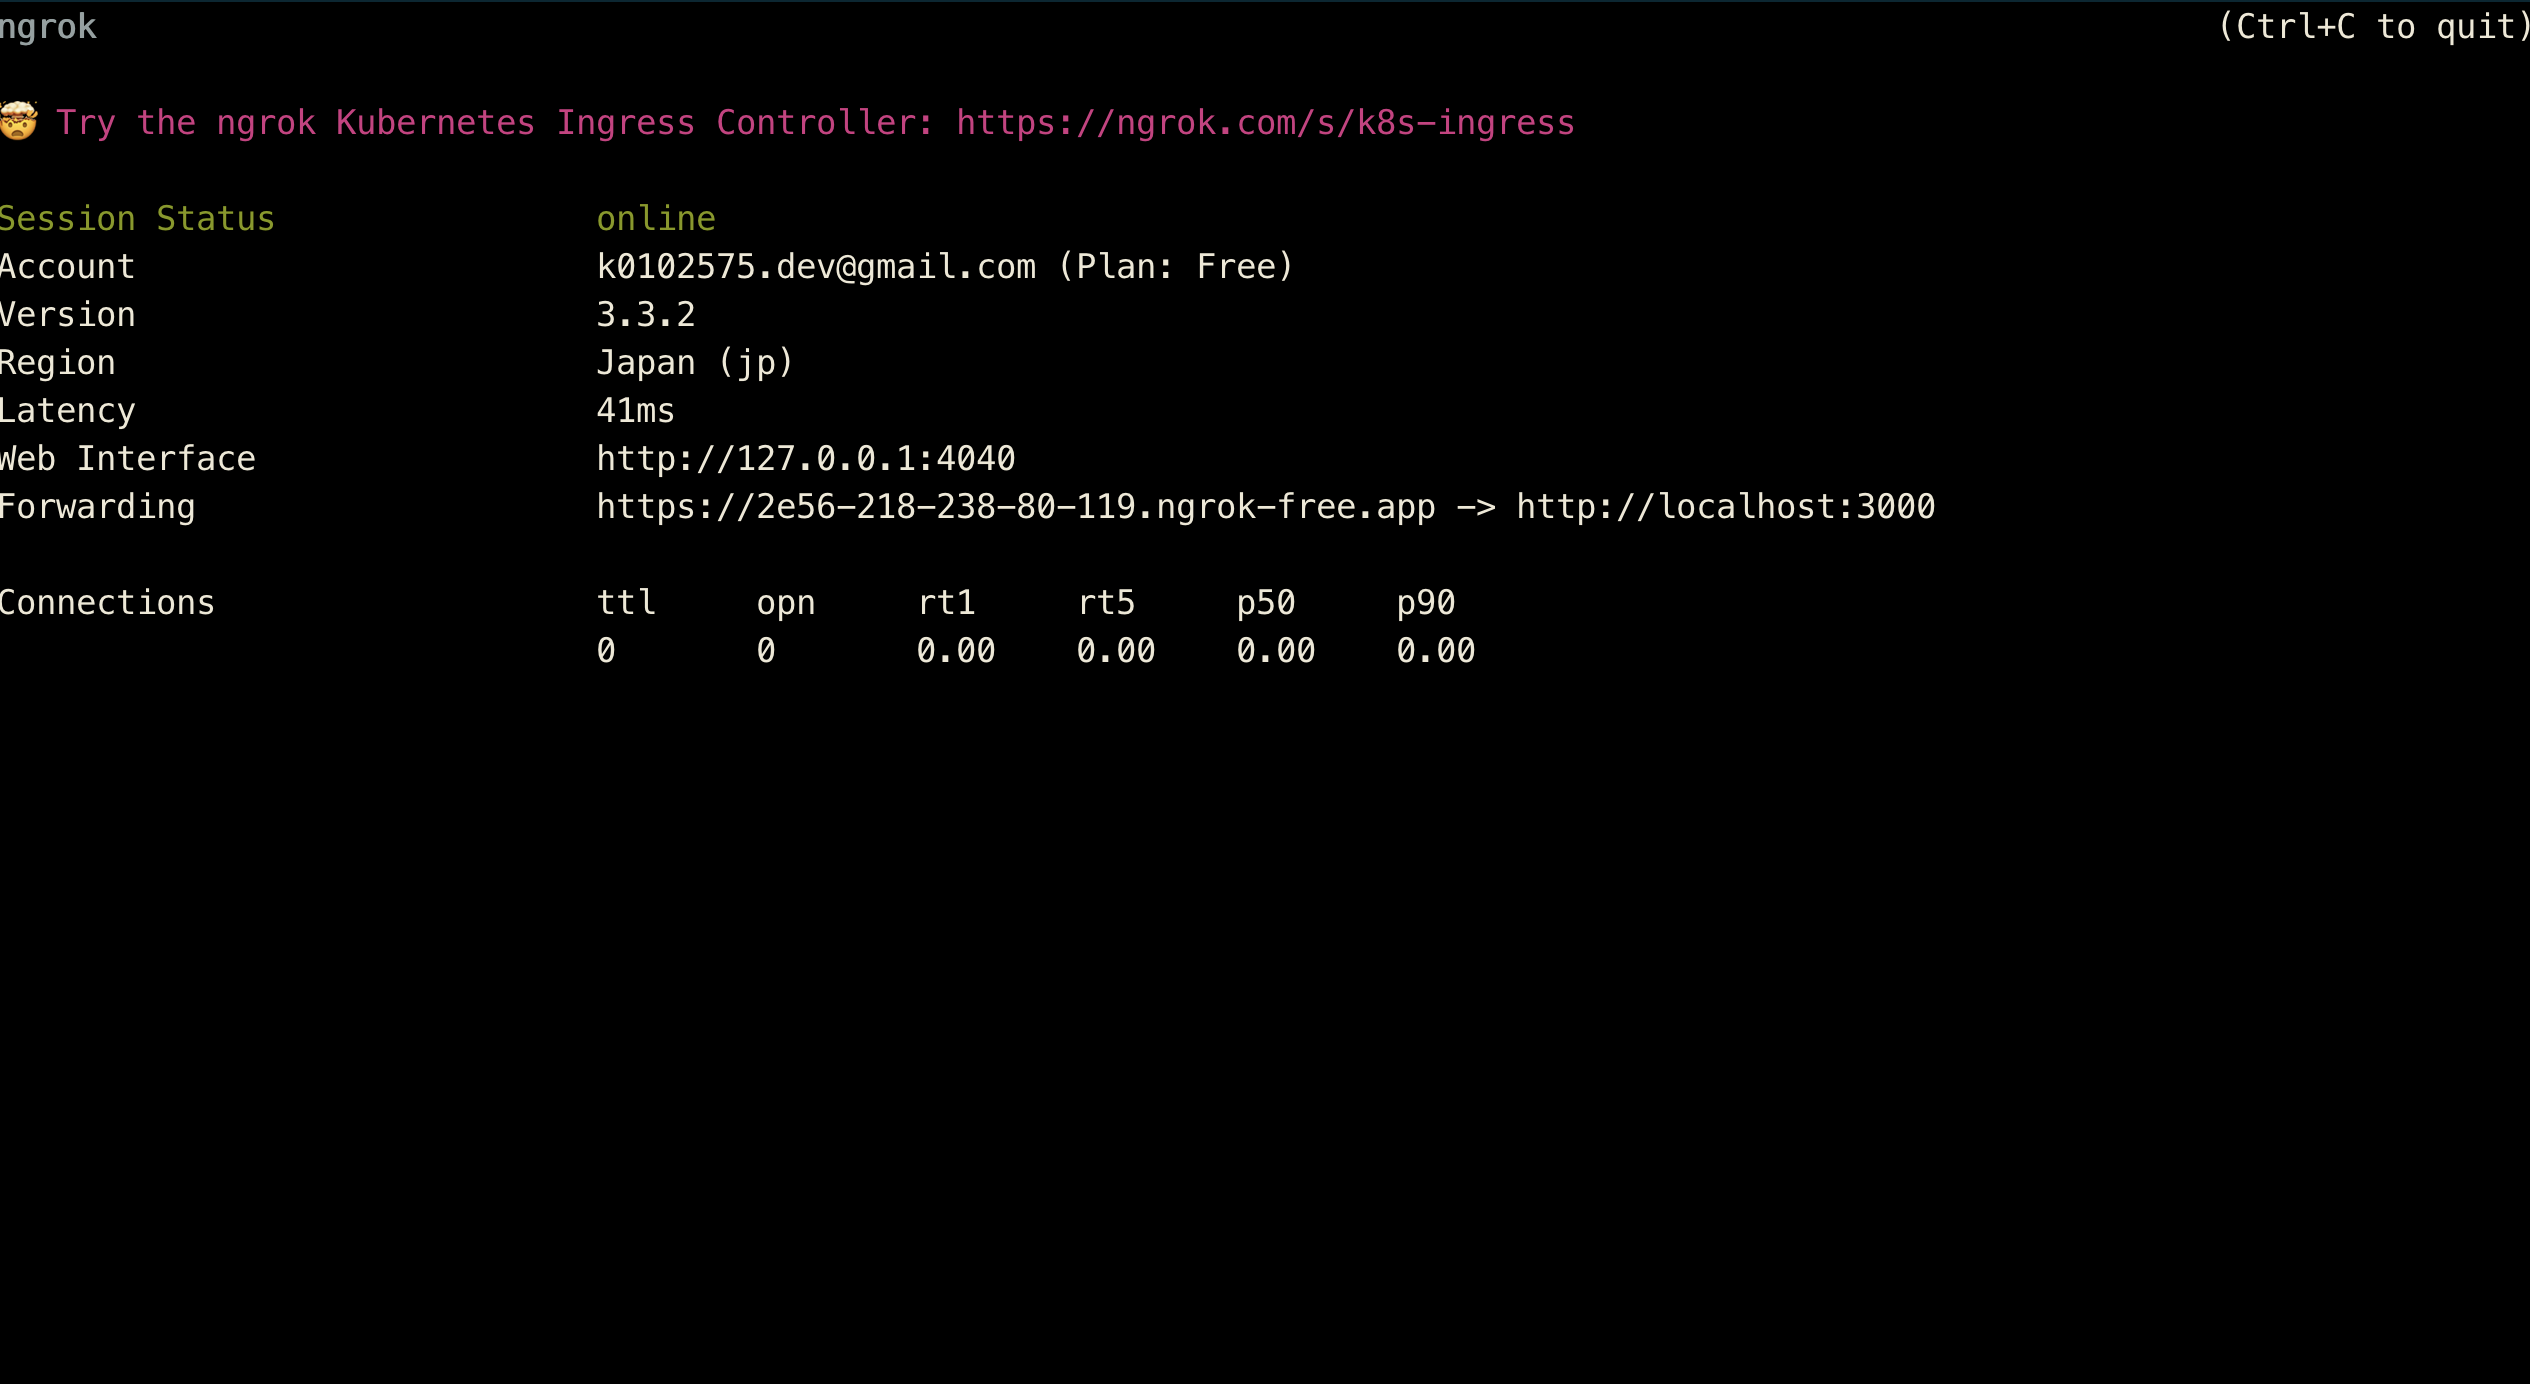 ngrok (Ctrl+C to quit)
🤯 Try the ngrok Kubernetes Ingress Controller: https://ngrok.com/s/k8s-ingress
Session Status online
Account k0102575.dev@gmail.com (Plan: Free)
Version 3.3.2
Region Japan (jp)
Latency 41ms
Web Interface http://127.0.0.1:4040
Forwarding https://2e56-218-238-80-119.ngrok-free.app -> http://localhost:3000
Connections ttl opn rt1 rt5 p50 p90
0 0 0.00 0.00 0.00 0.00